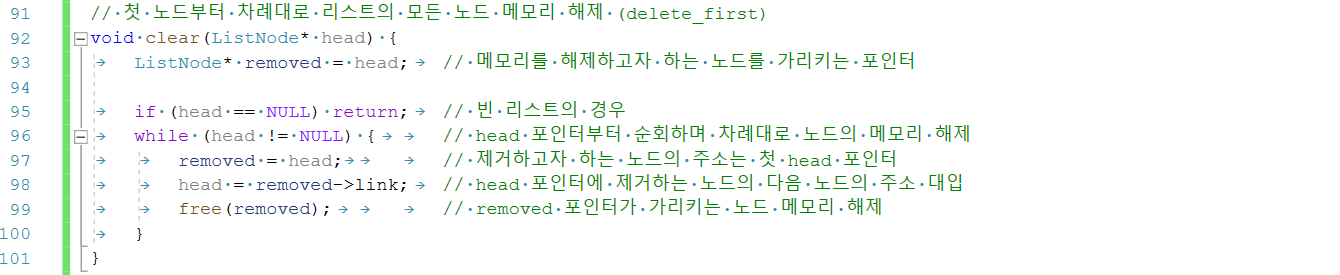 91 // 첫 노드부터 차례대로 리스트의 모든 노드 메모리 해제 (delete_first)
92 void clear(ListNode* head) {
93 ListNode* removed = head; // 메모리를 해제하고자 하는 노드를 가리키는 포인터
94
95 if (head == NULL) return; // 빈 리스트의 경우
96 while (head != NULL) { // head 포인터부터 순회하며 차례대로 노드의 메모리 해제
97 removed = head; // 제거하고자 하는 노드의 주소는 첫 head 포인터
98 head = removed->link; // head 포인터에 제거하는 노드의 다음 노드의 주소 대입
99 free(removed); // removed 포인터가 가리키는 노드 메모리 해제
100 }
101 }